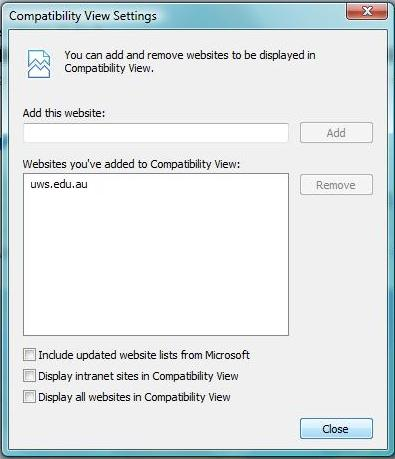 Compatibility View Settings
You can add and remove websites to be displayed in
Compatibility View.
Add this website:
Add
Websites you've added to Compatibility View:
uws.edu.au
Remove
Include updated website lists from Microsoft
Display intranet sites in Compatibility View
Display all websites in Compatibility View
Close